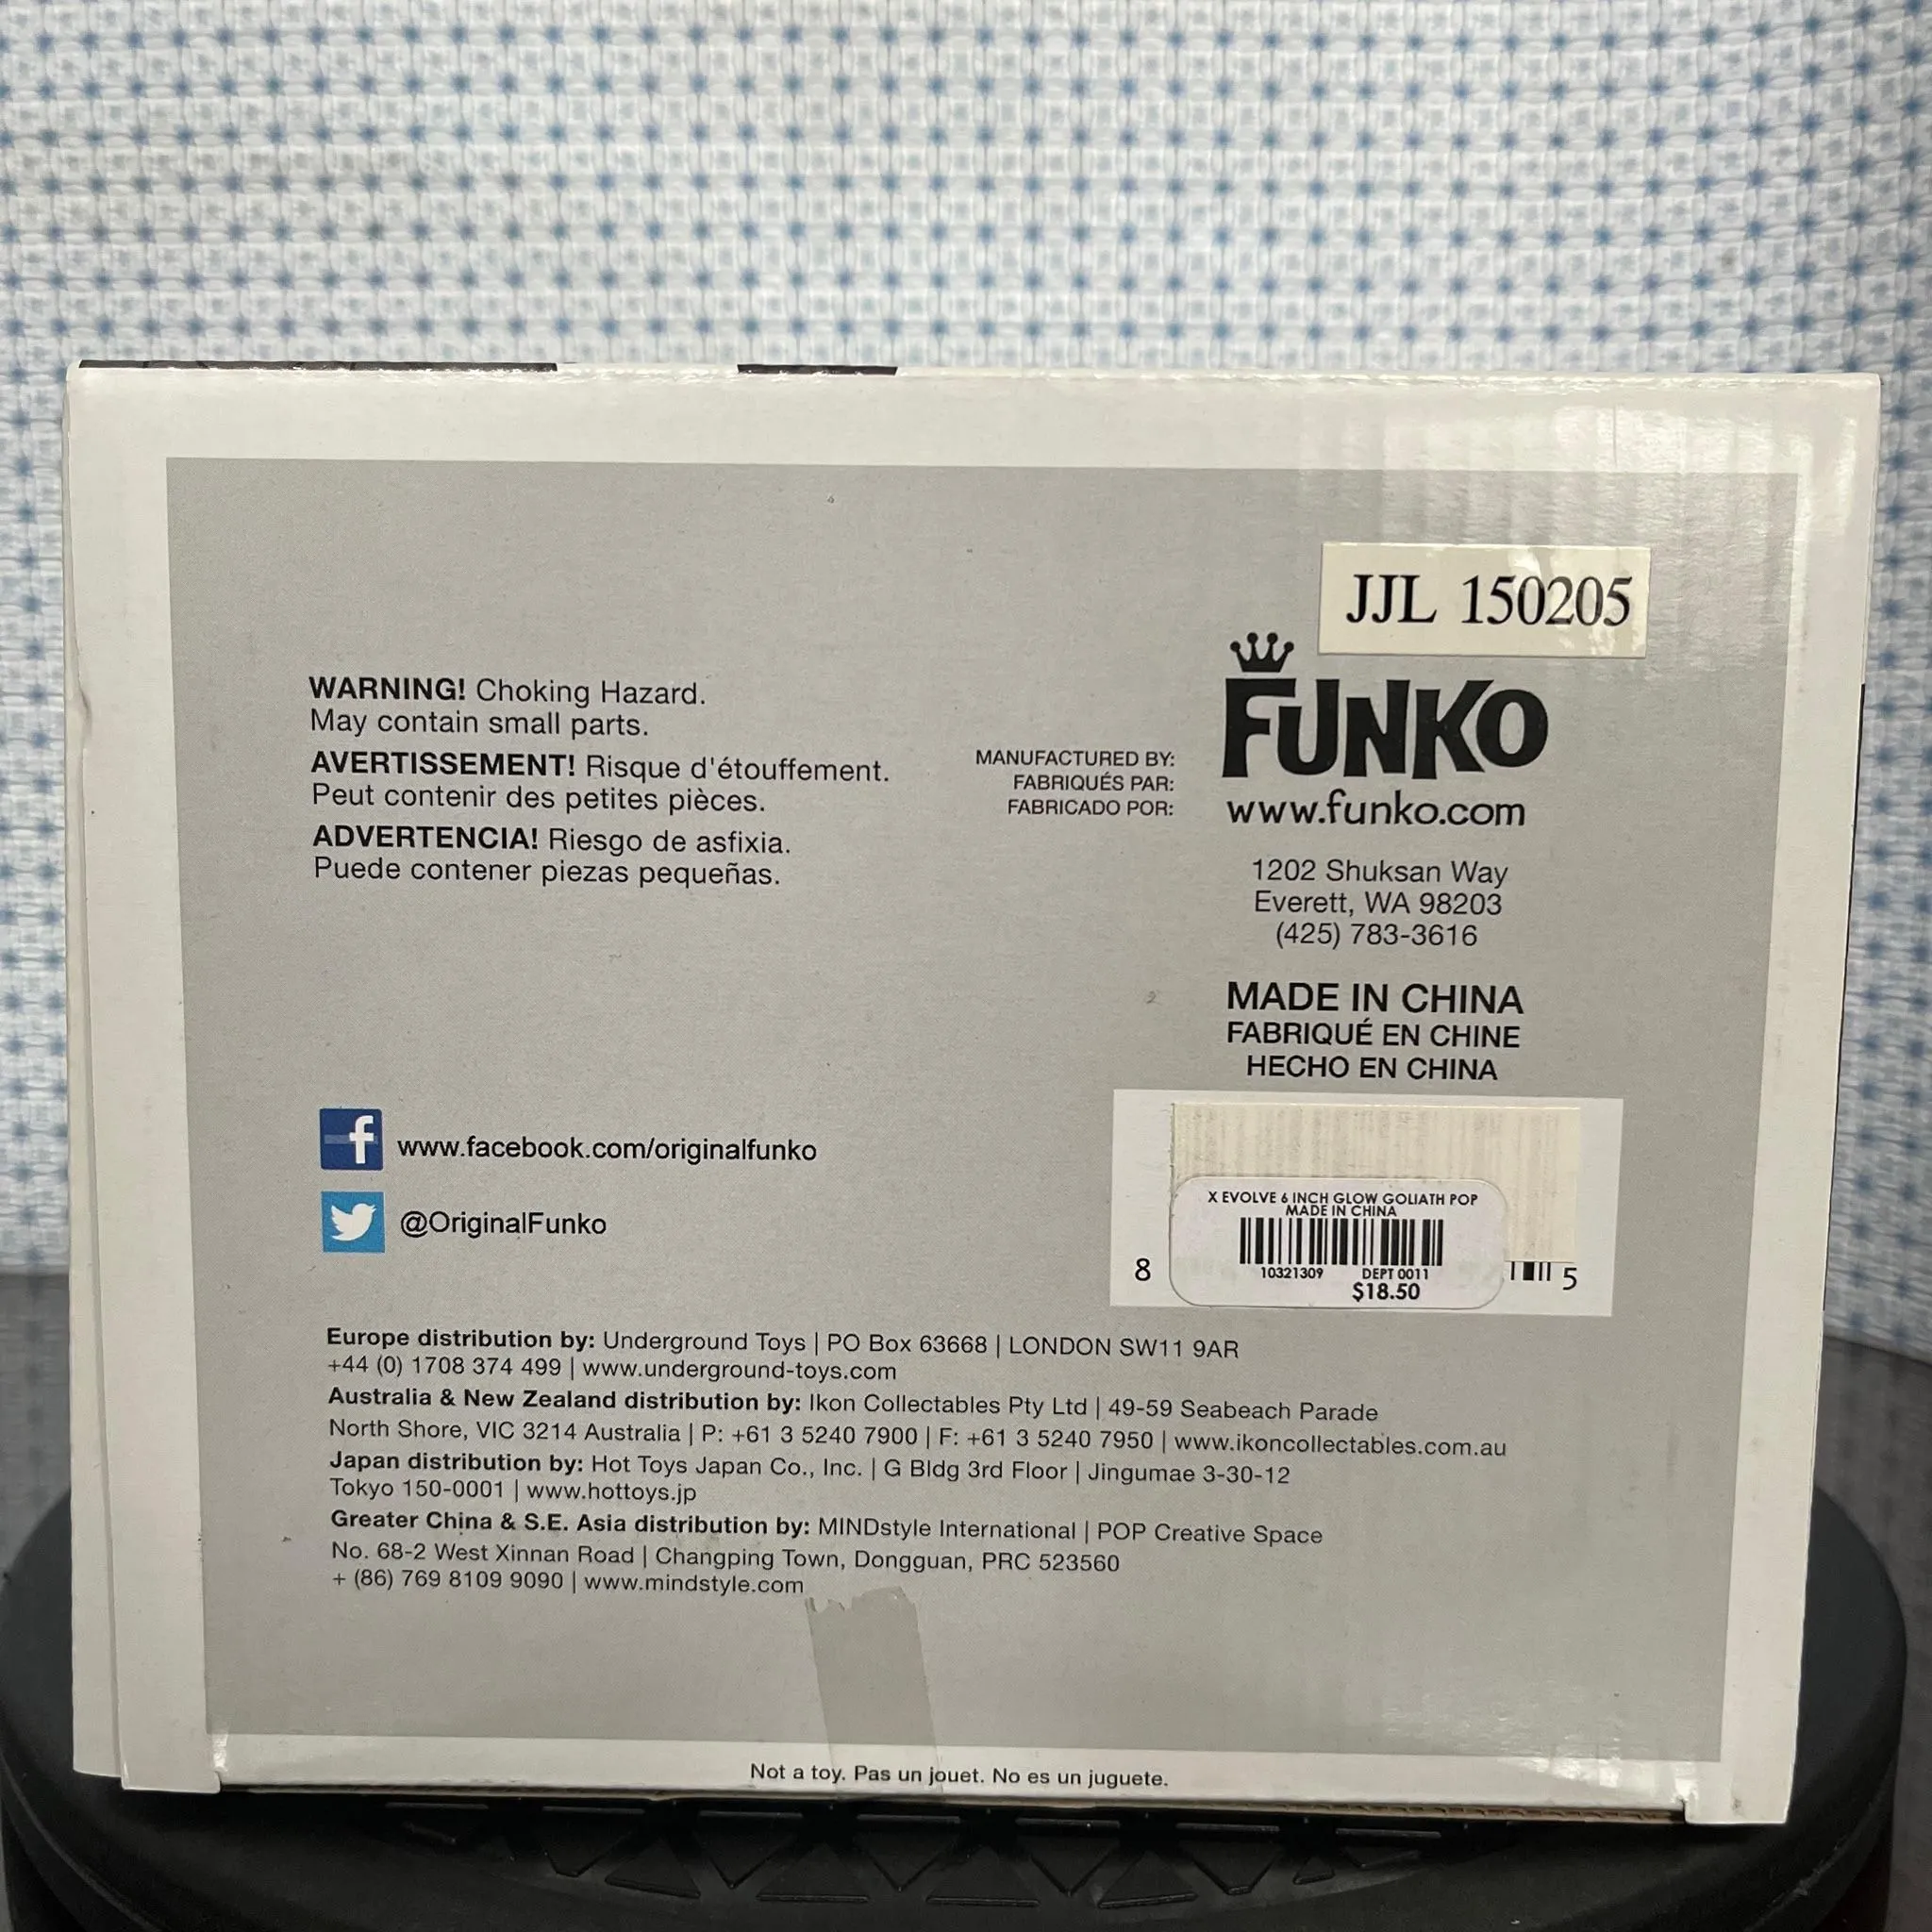 JJL 150205
WARNING! Choking Hazard.
May contain small parts.
AVERTISSEMENT! Risque d'étouffement.
Peut contenir des petites pièces.
ADVERTENCIA! Riesgo de asfixia.
Puede contener piezas pequeñas.
MANUFACTURED BY:
FABRIQUÉS PAR:
FABRICADO POR:
FUNKO
www.funko.com
1202 Shuksan Way
Everett, WA 98203
(425) 783-3616
MADE IN CHINA
FABRIQUÉ EN CHINE
HECHO EN CHINA
f www.facebook.com/originalfunko
@OriginalFunko
X EVOLVE 6 INCH GLOW GOLIATH POP
MADE IN CHINA
10321309 DEPT 0011
$18.50
8 5
Europe distribution by: Underground Toys | PO Box 63668 | LONDON SW11 9AR
+44 (0) 1708 374 499 | www.underground-toys.com
Australia & New Zealand distribution by: Ikon Collectables Pty Ltd | 49-59 Seabeach Parade
North Shore, VIC 3214 Australia | P: +61 3 5240 7900 | F: +61 3 5240 7950 | www.ikoncollectables.com.au
Japan distribution by: Hot Toys Japan Co., Inc. | G Bldg 3rd Floor | Jingumae 3-30-12
Tokyo 150-0001 | www.hottoys.jp
Greater China & S.E. Asia distribution by: MINDstyle International | POP Creative Space
No. 68-2 West Xinnan Road | Changping Town, Dongguan, PRC 523560
+ (86) 769 8109 9090 | www.mindstyle.com
Not a toy. Pas un jouet. No es un juguete.